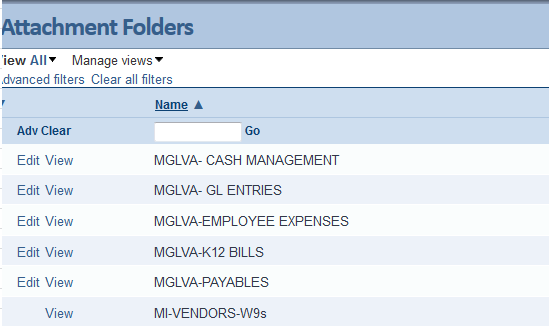 Attachment Folders
View All Manage views
Advanced filters Clear all filters
Name
Adv Clear Go
Edit View MGLVA- CASH MANAGEMENT
Edit View MGLVA- GL ENTRIES
Edit View MGLVA-EMPLOYEE EXPENSES
Edit View MGLVA-K12 BILLS
Edit View MGLVA-PAYABLES
View MI-VENDORS-W9s